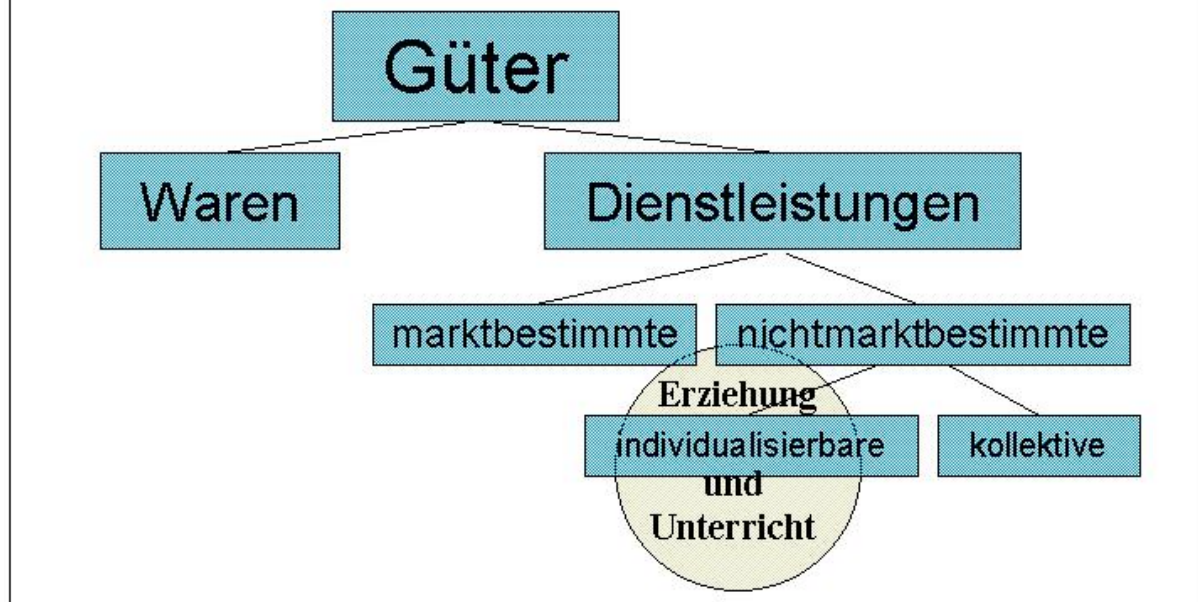 Güter
Waren
Dienstleistungen
marktbestimmte
nichtmarktbestimmte
Erziehung
individualisierbare
kollektive
und
Unterricht